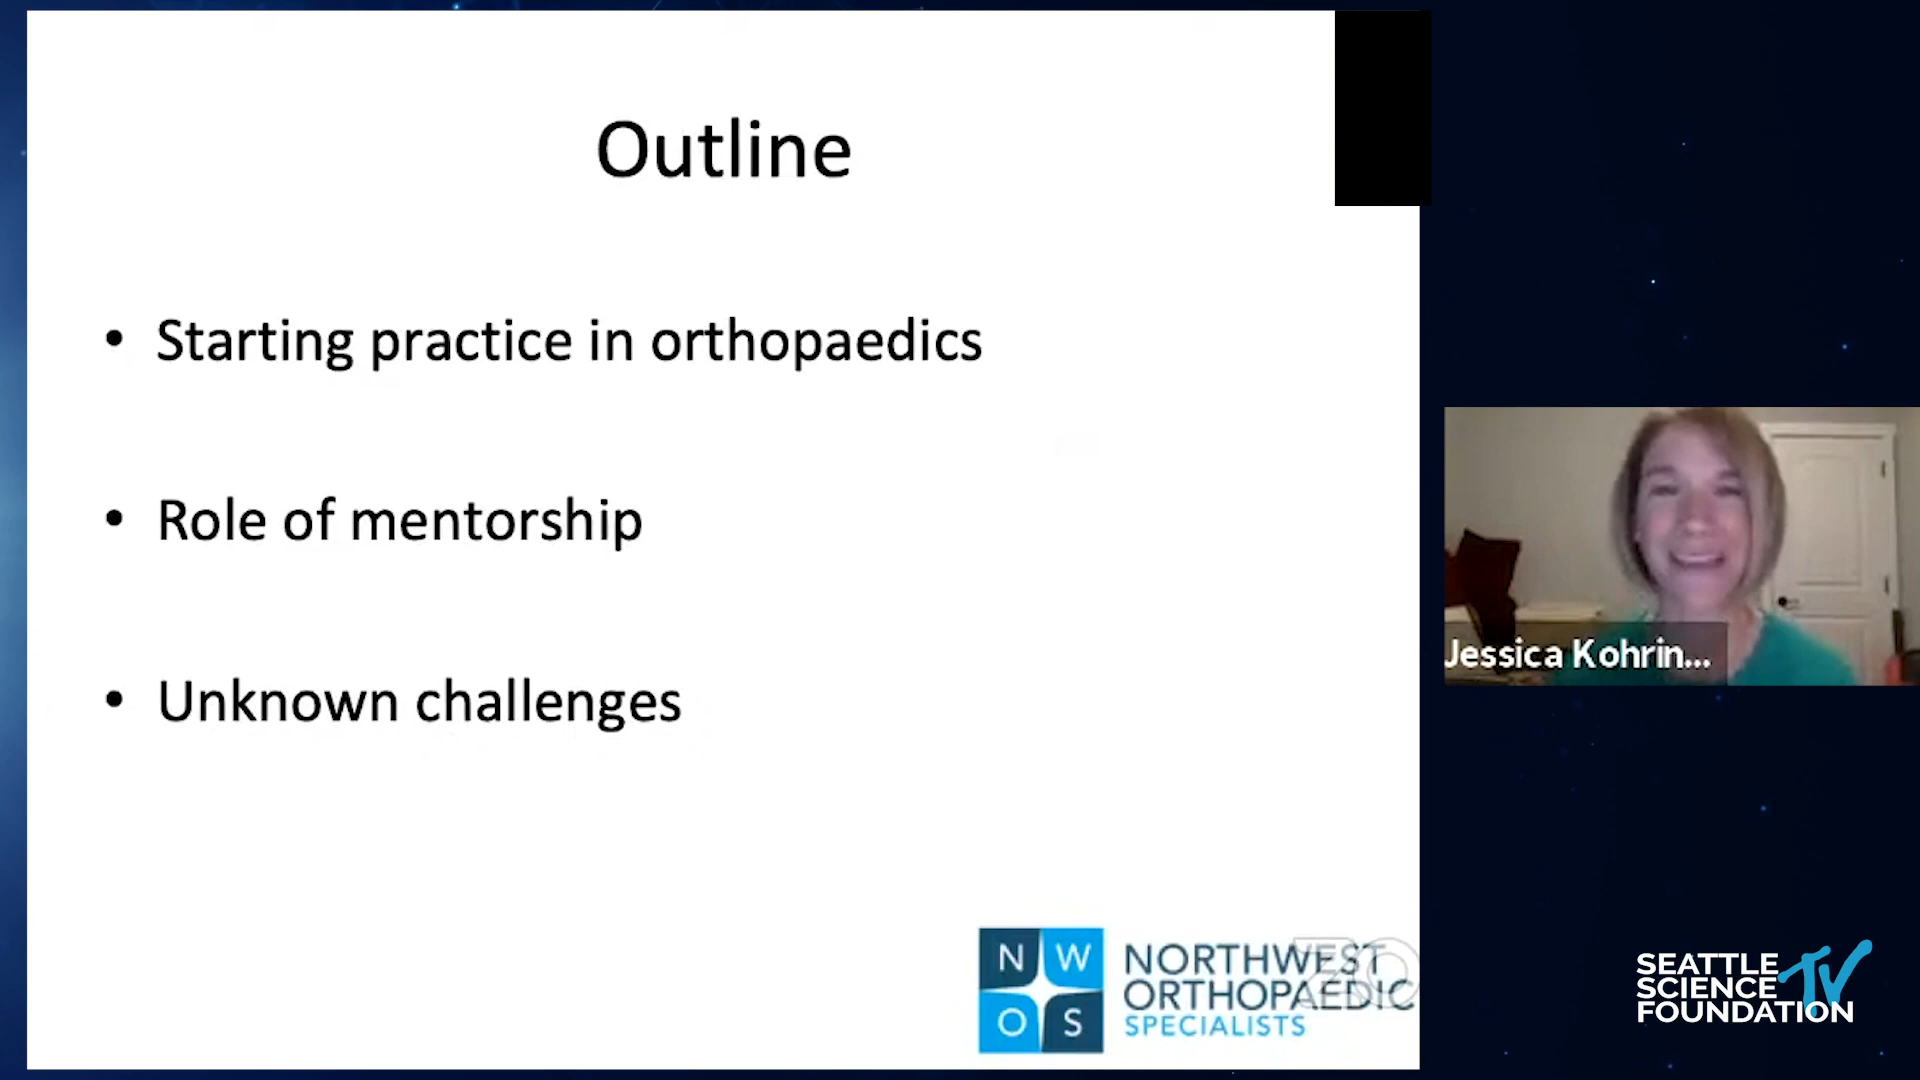 Outline
• Starting practice in orthopaedics
• Role of mentorship
• Unknown challenges
Jessica Kohrin...
N W
O S
NORTHWEST
ORTHOPAEDIC
SPECIALISTS
SEATTLE
SCIENCE
FOUNDATION
TV